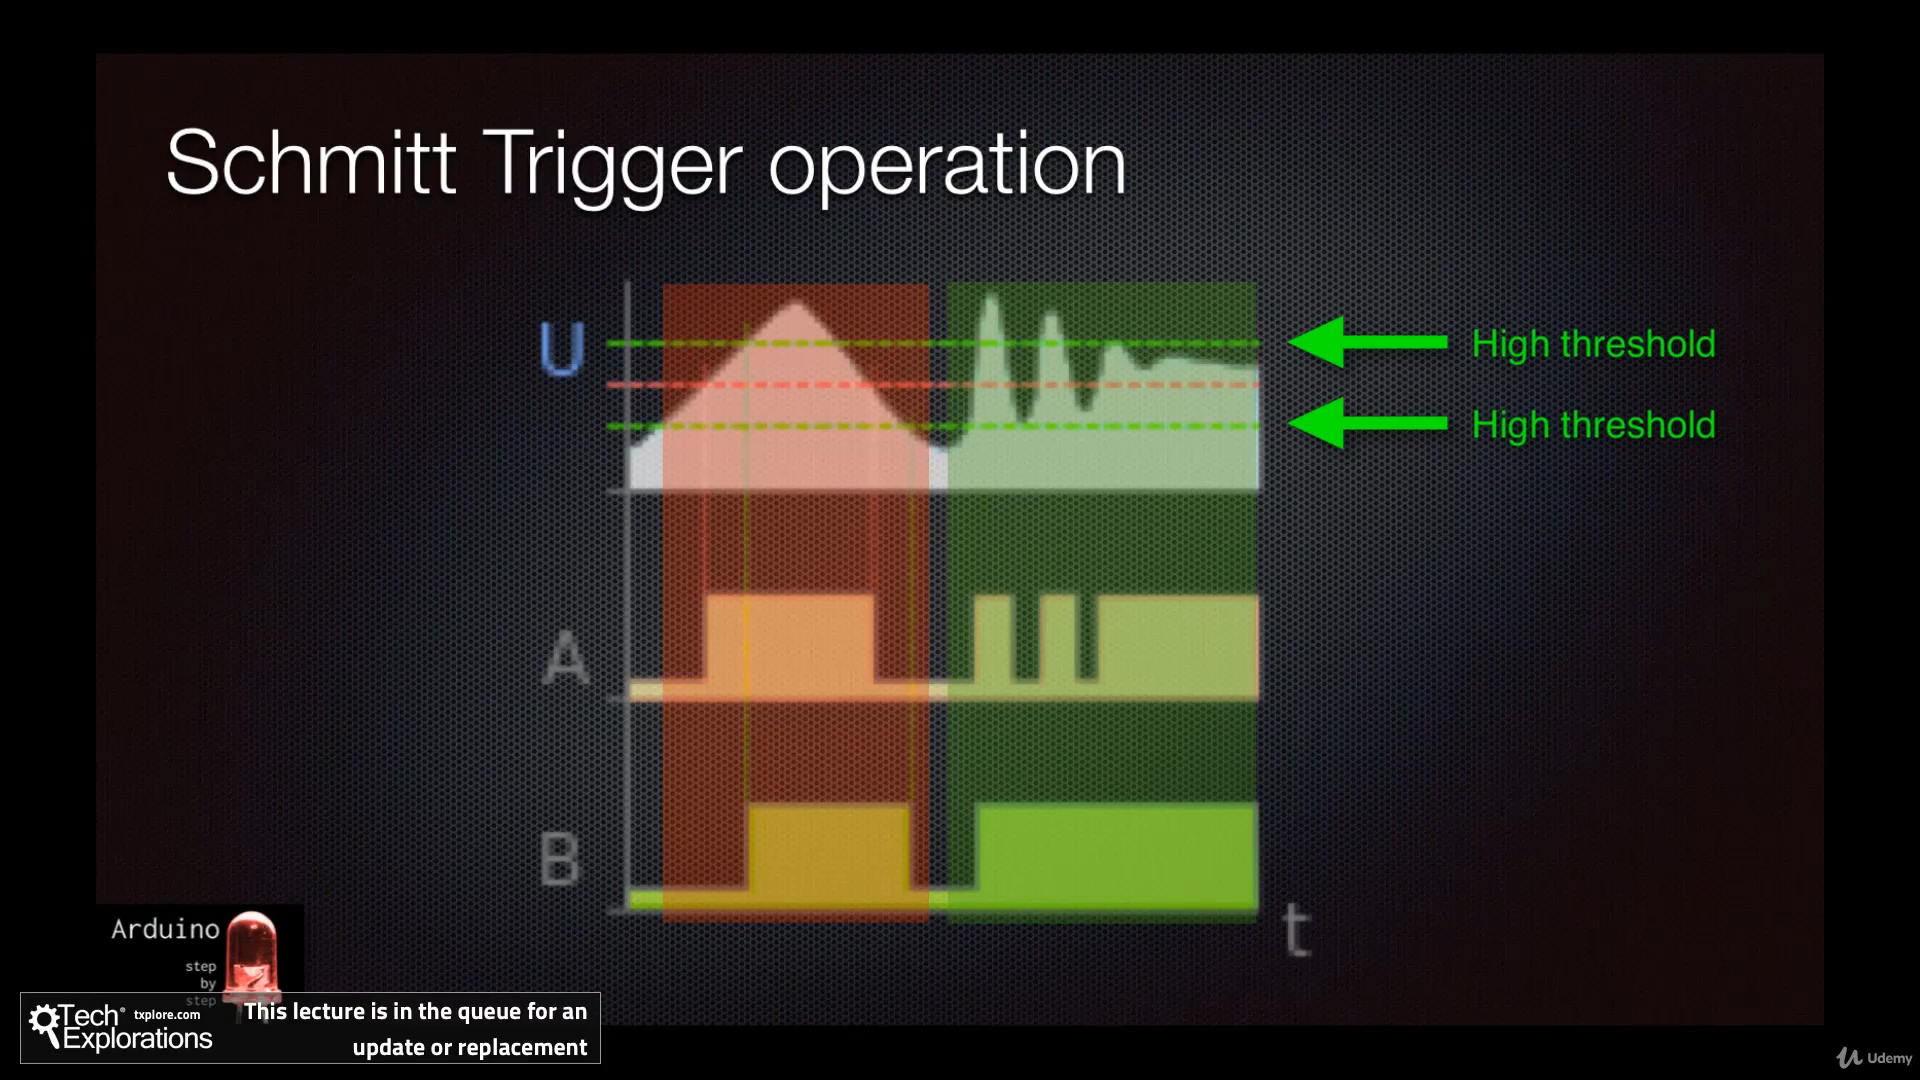 Schmitt Trigger operation
U
High threshold
High threshold
A
B
t
Arduino
step
by
step
Tech txplore.com
Explorations
This lecture is in the queue for an
update or replacement
Udemy